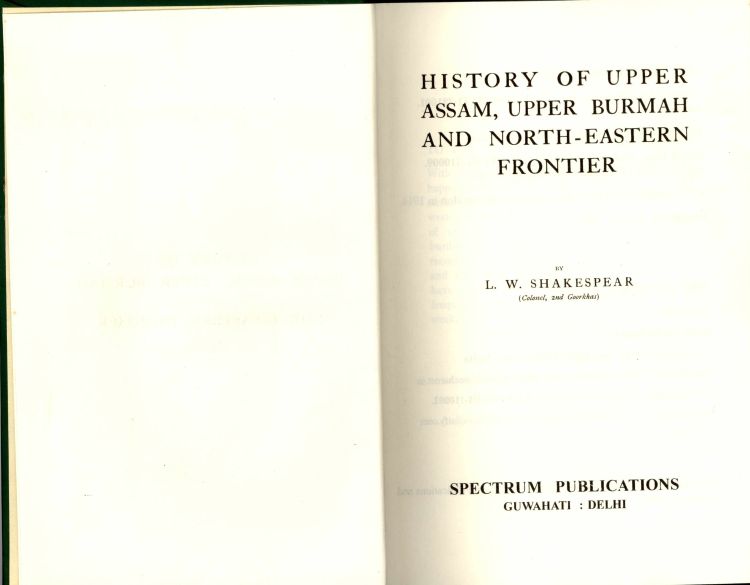 HISTORY OF UPPER
ASSAM, UPPER BURMAH
AND NORTH-EASTERN
FRONTIER
BY
L. W. SHAKESPEAR
(Colonel, 2nd Goorkhas)
SPECTRUM PUBLICATIONS
GUWAHATI : DELHI